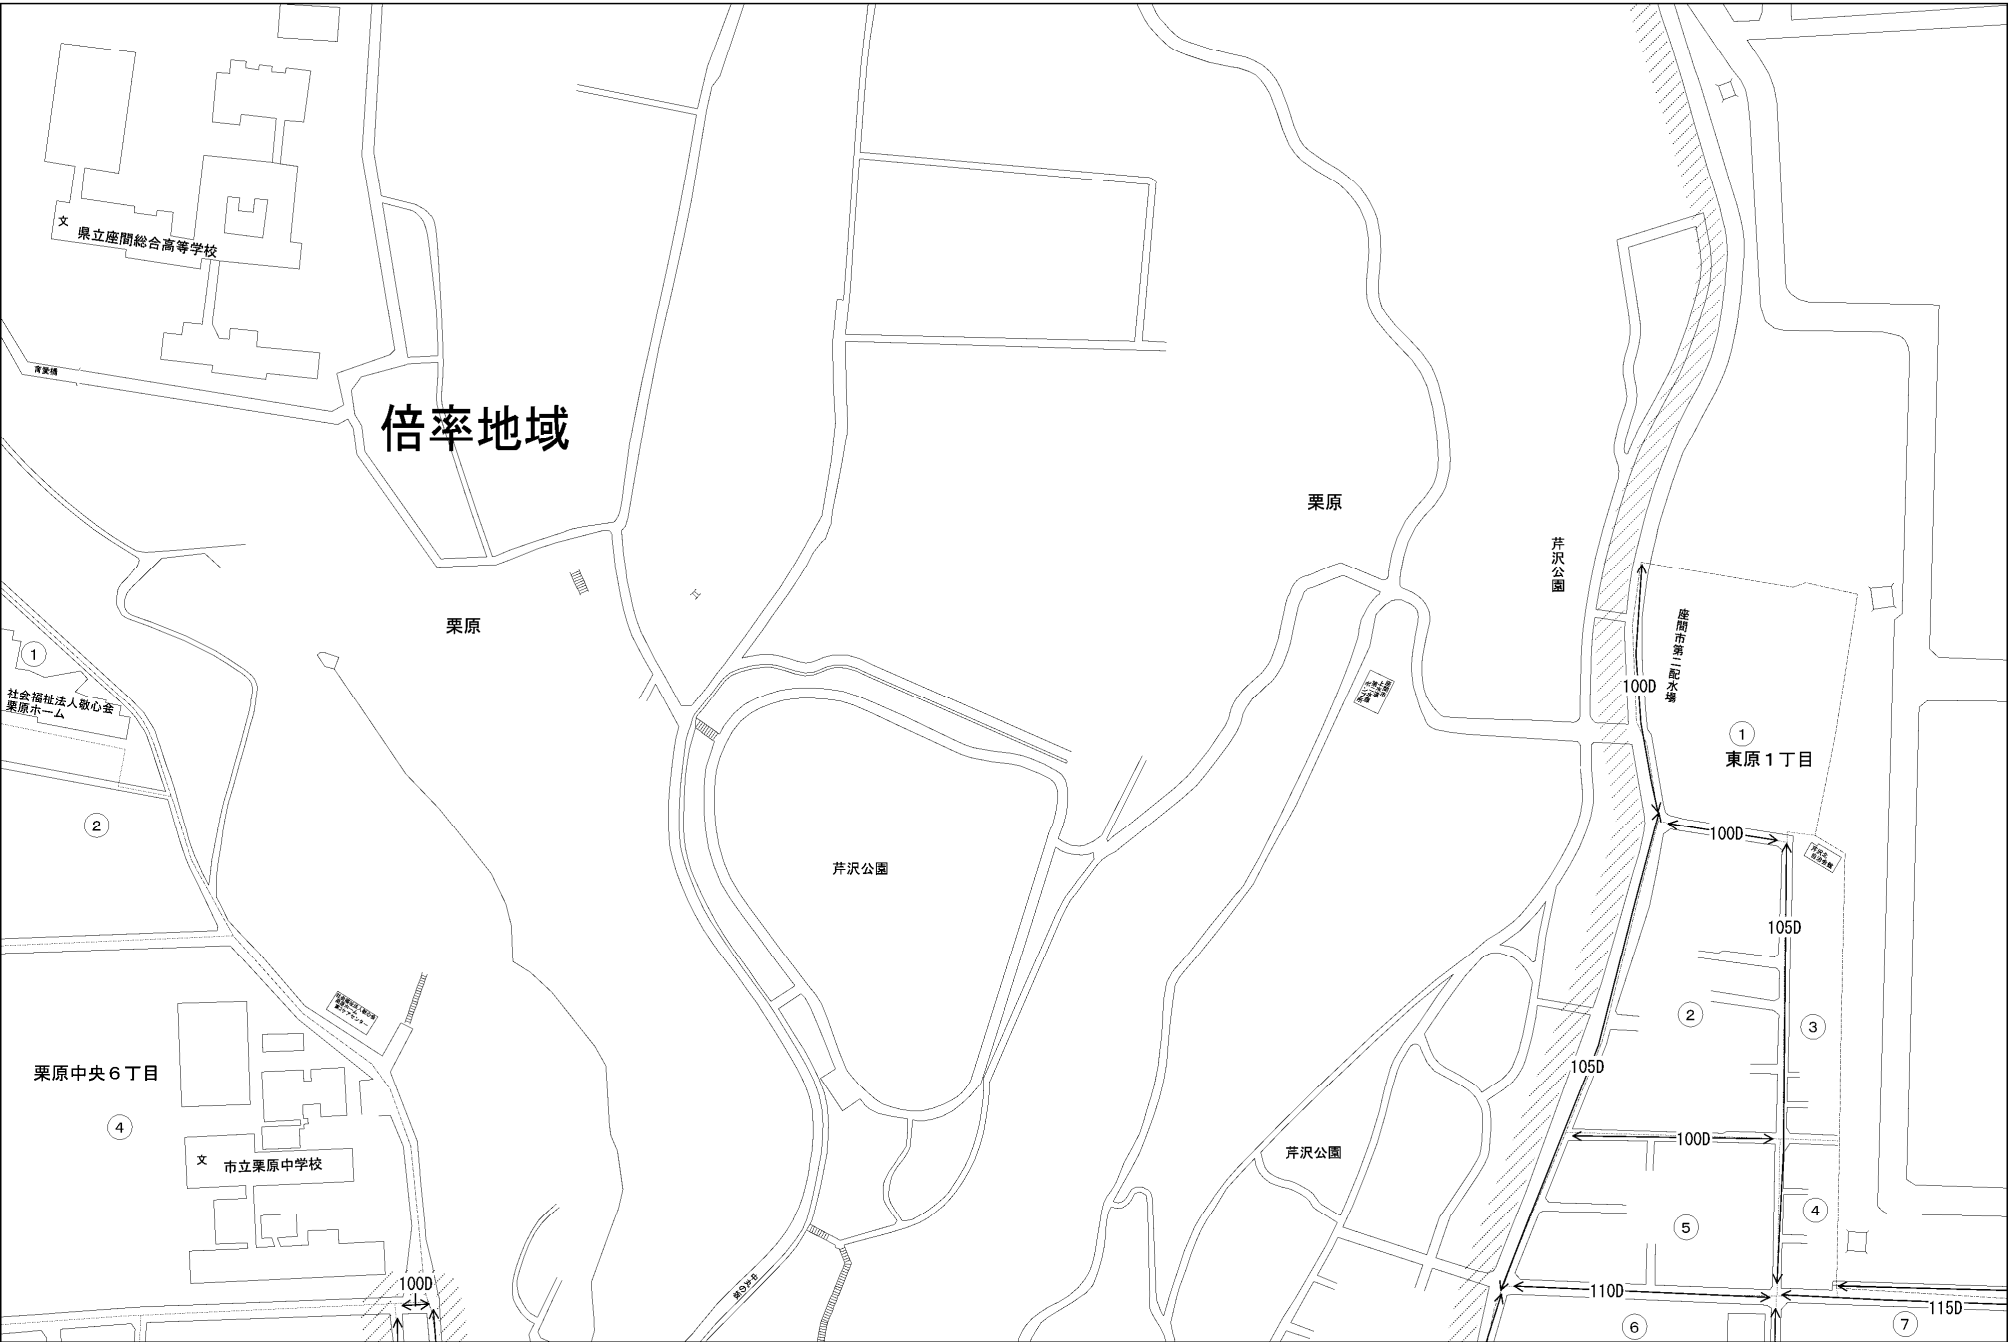 文
県立座間総合高等学校
倍率地域
栗原
芹沢公園
座間市第二配水場
100D
栗原
1
社会福祉法人敬心会
栗原ホーム
1
東原1丁目
2
100D
芹沢公園
105D
2
3
栗原中央6丁目
105D
4
100D
文
市立栗原中学校
芹沢公園
4
5
100D
110D
115D
6
7